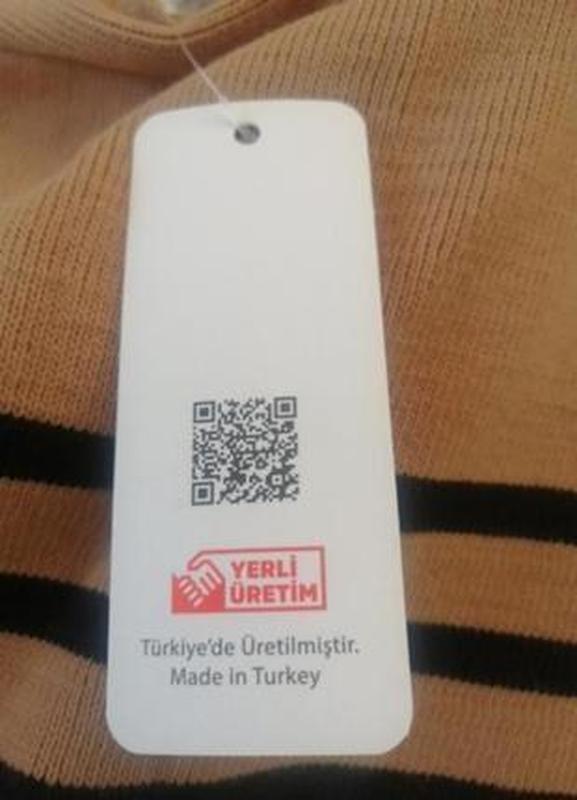 YERLİ
ÜRETİM
Türkiye'de Üretilmiştir.
Made in Turkey